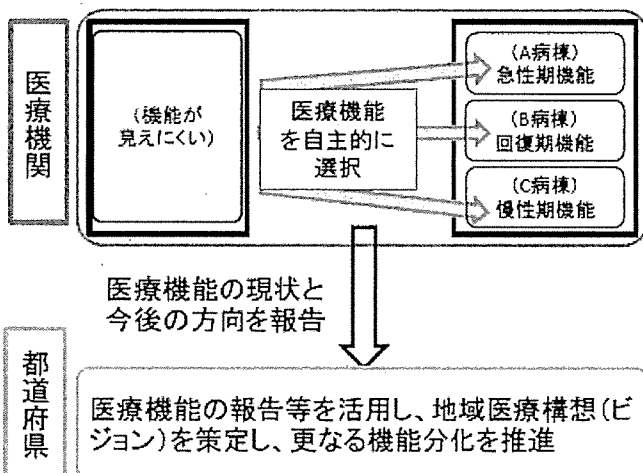 医療機関
(機能が
見えにくい)
医療機能
を自主的に
選択
(A病棟)
急性期機能
(B病棟)
回復期機能
(C病棟)
慢性期機能
医療機能の現状と
今後の方向を報告
都道府県
医療機能の報告等を活用し、地域医療構想(ビ
ジョン)を策定し、更なる機能分化を推進